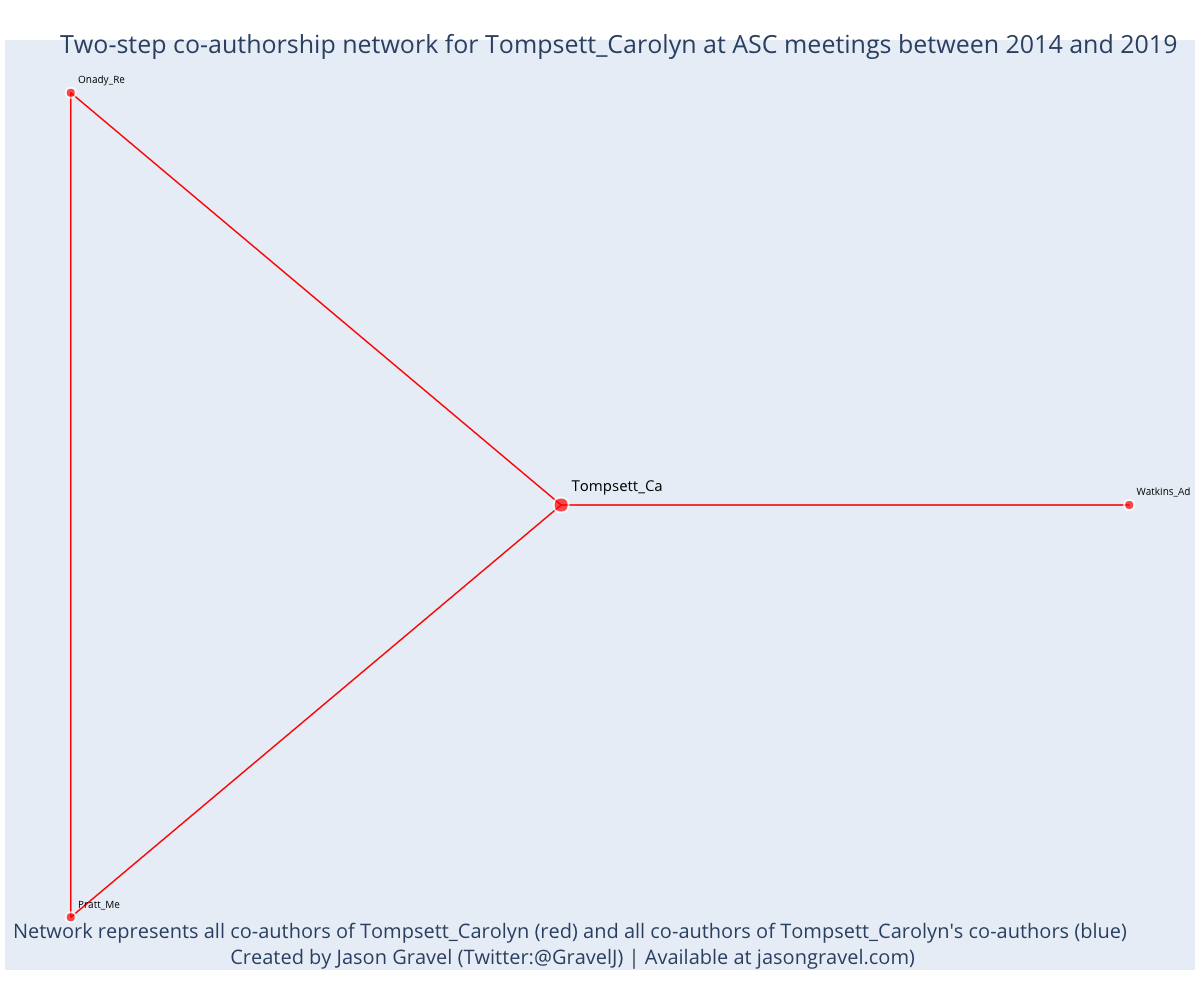 Two-step co-authorship network for Tompsett_Carolyn at ASC meetings between 2014 and 2019
Onady_Re
Tompsett_Ca
Watkins_Ad
Pratt_Me
Network represents all co-authors of Tompsett_Carolyn (red) and all co-authors of Tompsett_Carolyn's co-authors (blue)
Created by Jason Gravel (Twitter:@GravelJ) | Available at jasongravel.com)